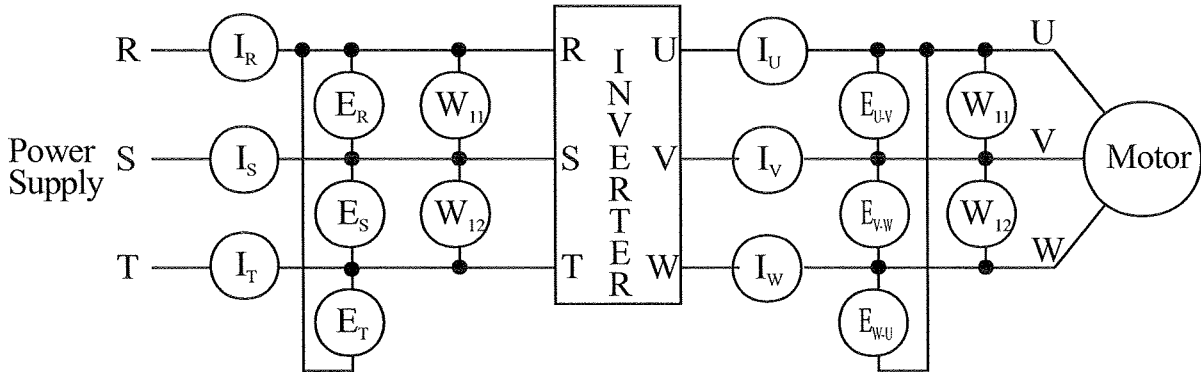 R I_R E_R W_11 R U I_U E_U-V W_11 U
Power Supply
S I_S E_S W_12 S V I_V E_V-W W_12 V Motor
T I_T E_T T W I_W E_W-U W
INVERTER